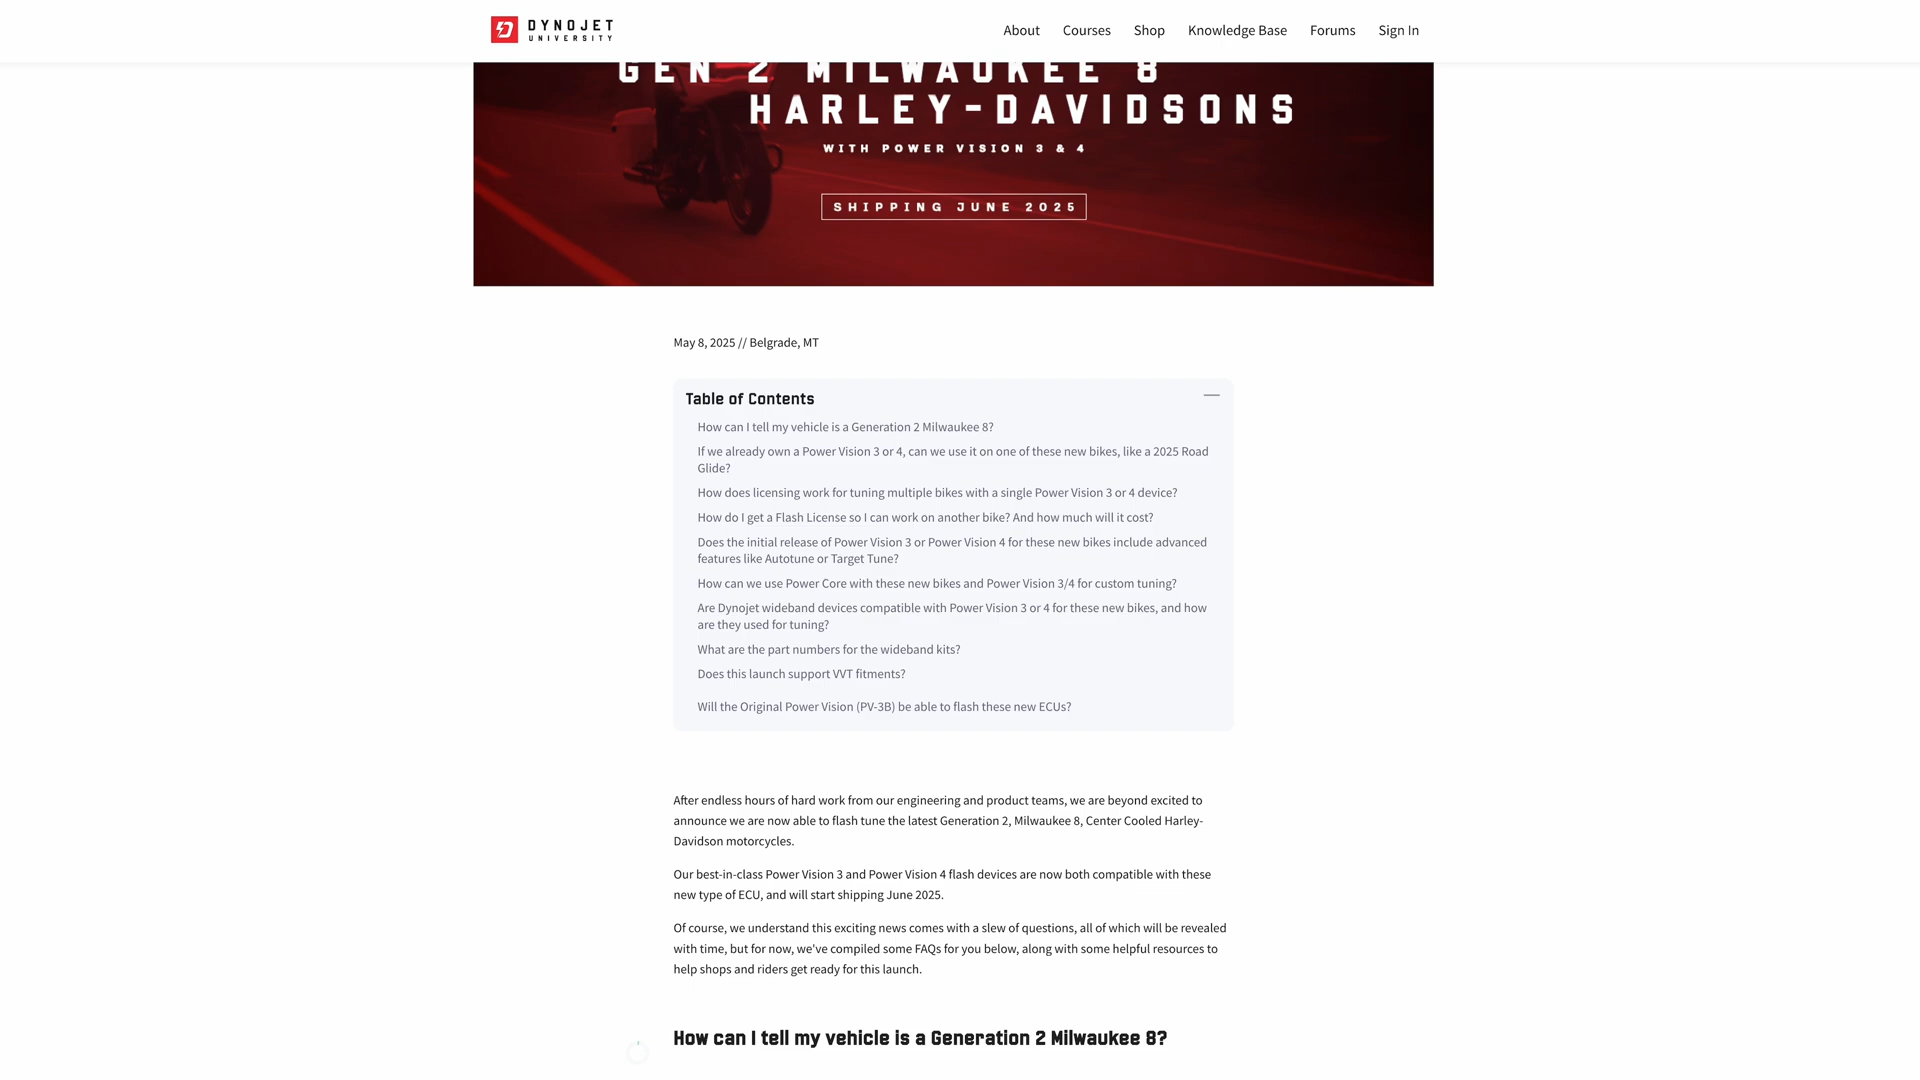 DYNOJET
UNIVERSITY
About
Courses
Shop
Knowledge Base
Forums
Sign In
GEN 2 MILWAUKEE 8
HARLEY-DAVIDSONS
WITH POWER VISION 3 & 4
SHIPPING JUNE 2025
May 8, 2025 // Belgrade, MT
Table of Contents
How can I tell my vehicle is a Generation 2 Milwaukee 8?
If we already own a Power Vision 3 or 4, can we use it on one of these new bikes, like a 2025 Road
Glide?
How does licensing work for tuning multiple bikes with a single Power Vision 3 or 4 device?
How do I get a Flash License so I can work on another bike? And how much will it cost?
Does the initial release of Power Vision 3 or Power Vision 4 for these new bikes include advanced
features like Autotune or Target Tune?
How can we use Power Core with these new bikes and Power Vision 3/4 for custom tuning?
Are Dynojet wideband devices compatible with Power Vision 3 or 4 for these new bikes, and how
are they used for tuning?
What are the part numbers for the wideband kits?
Does this launch support VVT fitments?
Will the Original Power Vision (PV-3B) be able to flash these new ECUs?
After endless hours of hard work from our engineering and product teams, we are beyond excited to
announce we are now able to flash tune the latest Generation 2, Milwaukee 8, Center Cooled Harley-
Davidson motorcycles.
Our best-in-class Power Vision 3 and Power Vision 4 flash devices are now both compatible with these
new type of ECU, and will start shipping June 2025.
Of course, we understand this exciting news comes with a slew of questions, all of which will be revealed
with time, but for now, we've compiled some FAQs for you below, along with some helpful resources to
help shops and riders get ready for this launch.
How can I tell my vehicle is a Generation 2 Milwaukee 8?